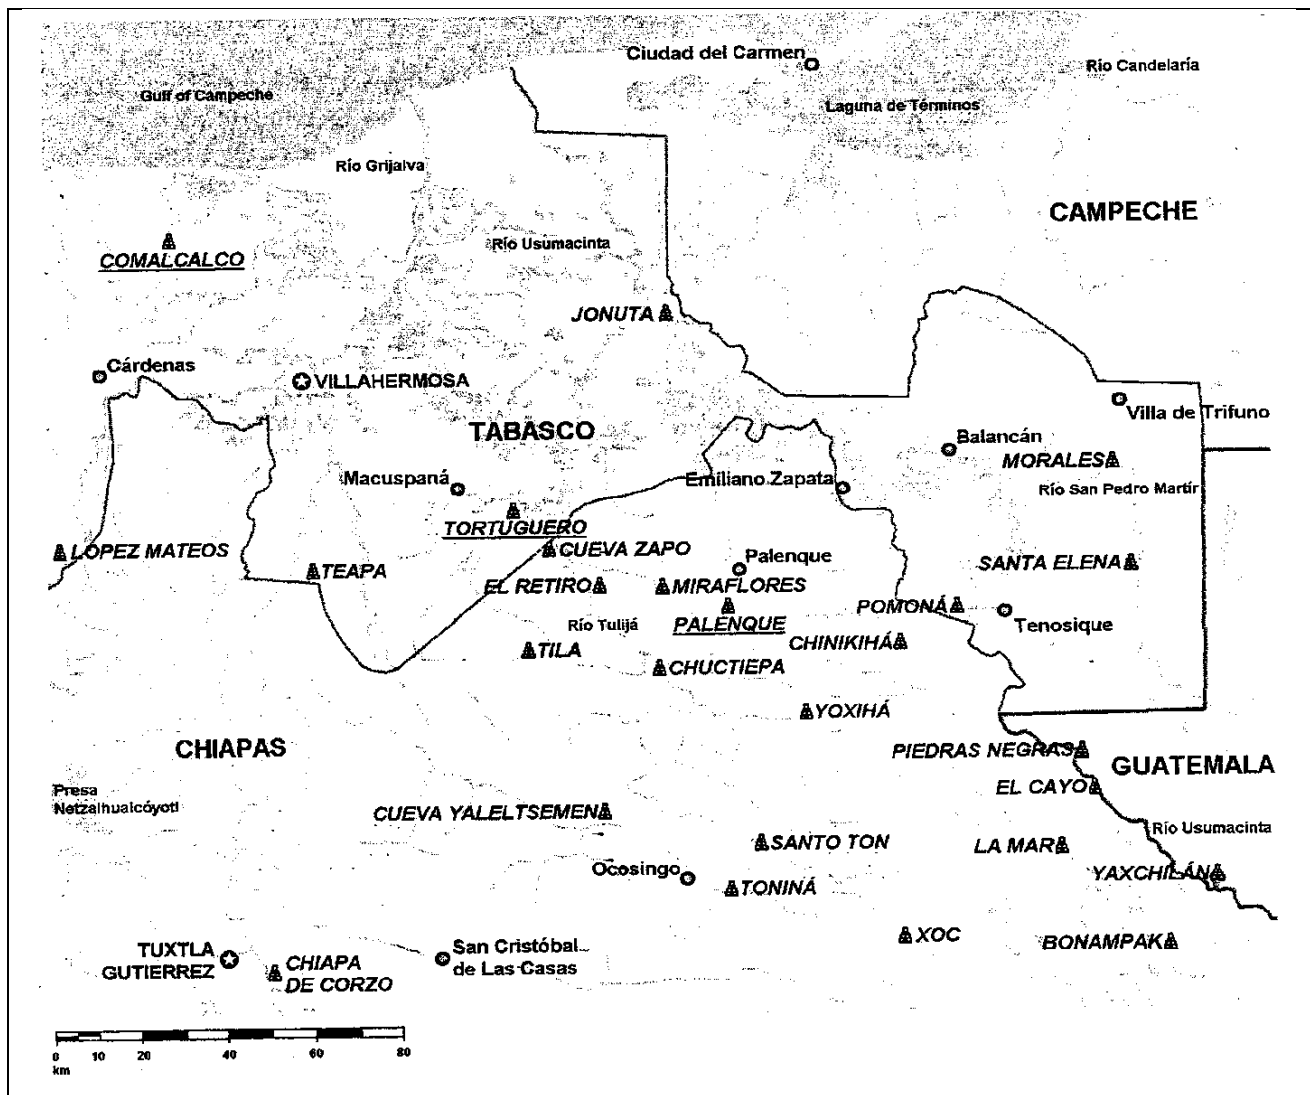 Ciudad del Carmen
Río Candelaría
Gulf of Campeche
Laguna de Términos
Río Grijalva
CAMPECHE
Río Usumacinta
COMALCALCO
JONUTA
Cárdenas
VILLAHERMOSA
Villa de Trifuno
TABASCO
Balancán
MORALES
Macuspaná
Emiliano Zapata
Río San Pedro Martír
TORTUGUERO
LÓPEZ MATEOS
CUEVA ZAPO
Palenque
SANTA ELENA
TEAPA
EL RETIRO
MIRAFLORES
POMONÁ
Río Tulijá
PALENQUE
Tenosique
CHINIKIHÁ
TILA
CHUCTIEPA
YOXIHÁ
CHIAPAS
PIEDRAS NEGRAS
GUATEMALA
EL CAYO
Presa
Netzalhualcóyotl
CUEVA YALELTSEMEN
Río Usumacinta
SANTO TON
LA MAR
Ocosingo
YAXCHILÁN
TONINÁ
XOC
BONAMPAK
TUXTLA
GUTIERREZ
CHIAPA
DE CORZO
San Cristóbal
de Las Casas
0 10 20 40 60 80
km